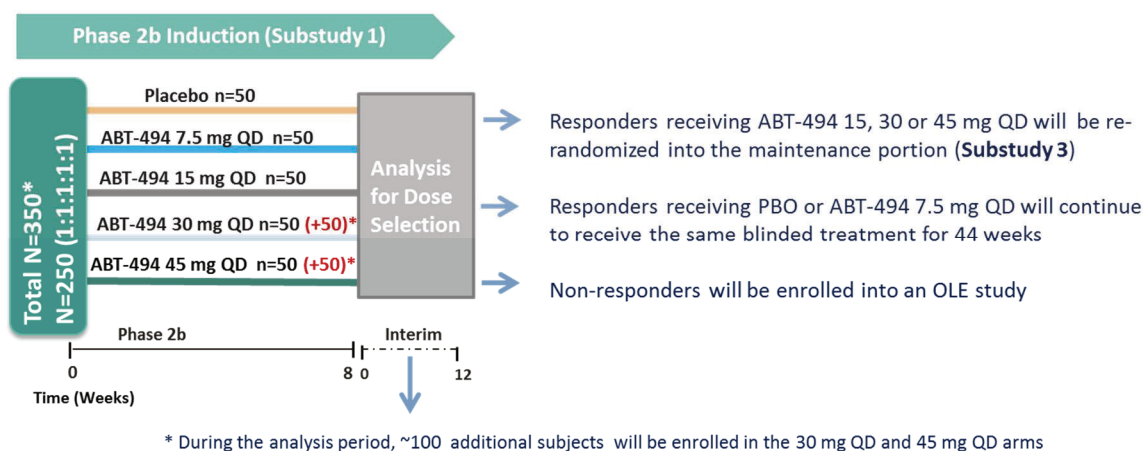 Phase 2b Induction (Substudy 1)
Total N=350*
N=250 (1:1:1:1:1)
Placebo n=50
ABT-494 7.5 mg QD n=50
ABT-494 15 mg QD n=50
ABT-494 30 mg QD n=50 (+50)*
ABT-494 45 mg QD n=50 (+50)*
Analysis
for Dose
Selection
Responders receiving ABT-494 15, 30 or 45 mg QD will be re-
randomized into the maintenance portion (Substudy 3)
Responders receiving PBO or ABT-494 7.5 mg QD will continue
to receive the same blinded treatment for 44 weeks
Non-responders will be enrolled into an OLE study
Phase 2b
Interim
0
8
0
12
Time (Weeks)
* During the analysis period, ~100 additional subjects will be enrolled in the 30 mg QD and 45 mg QD arms